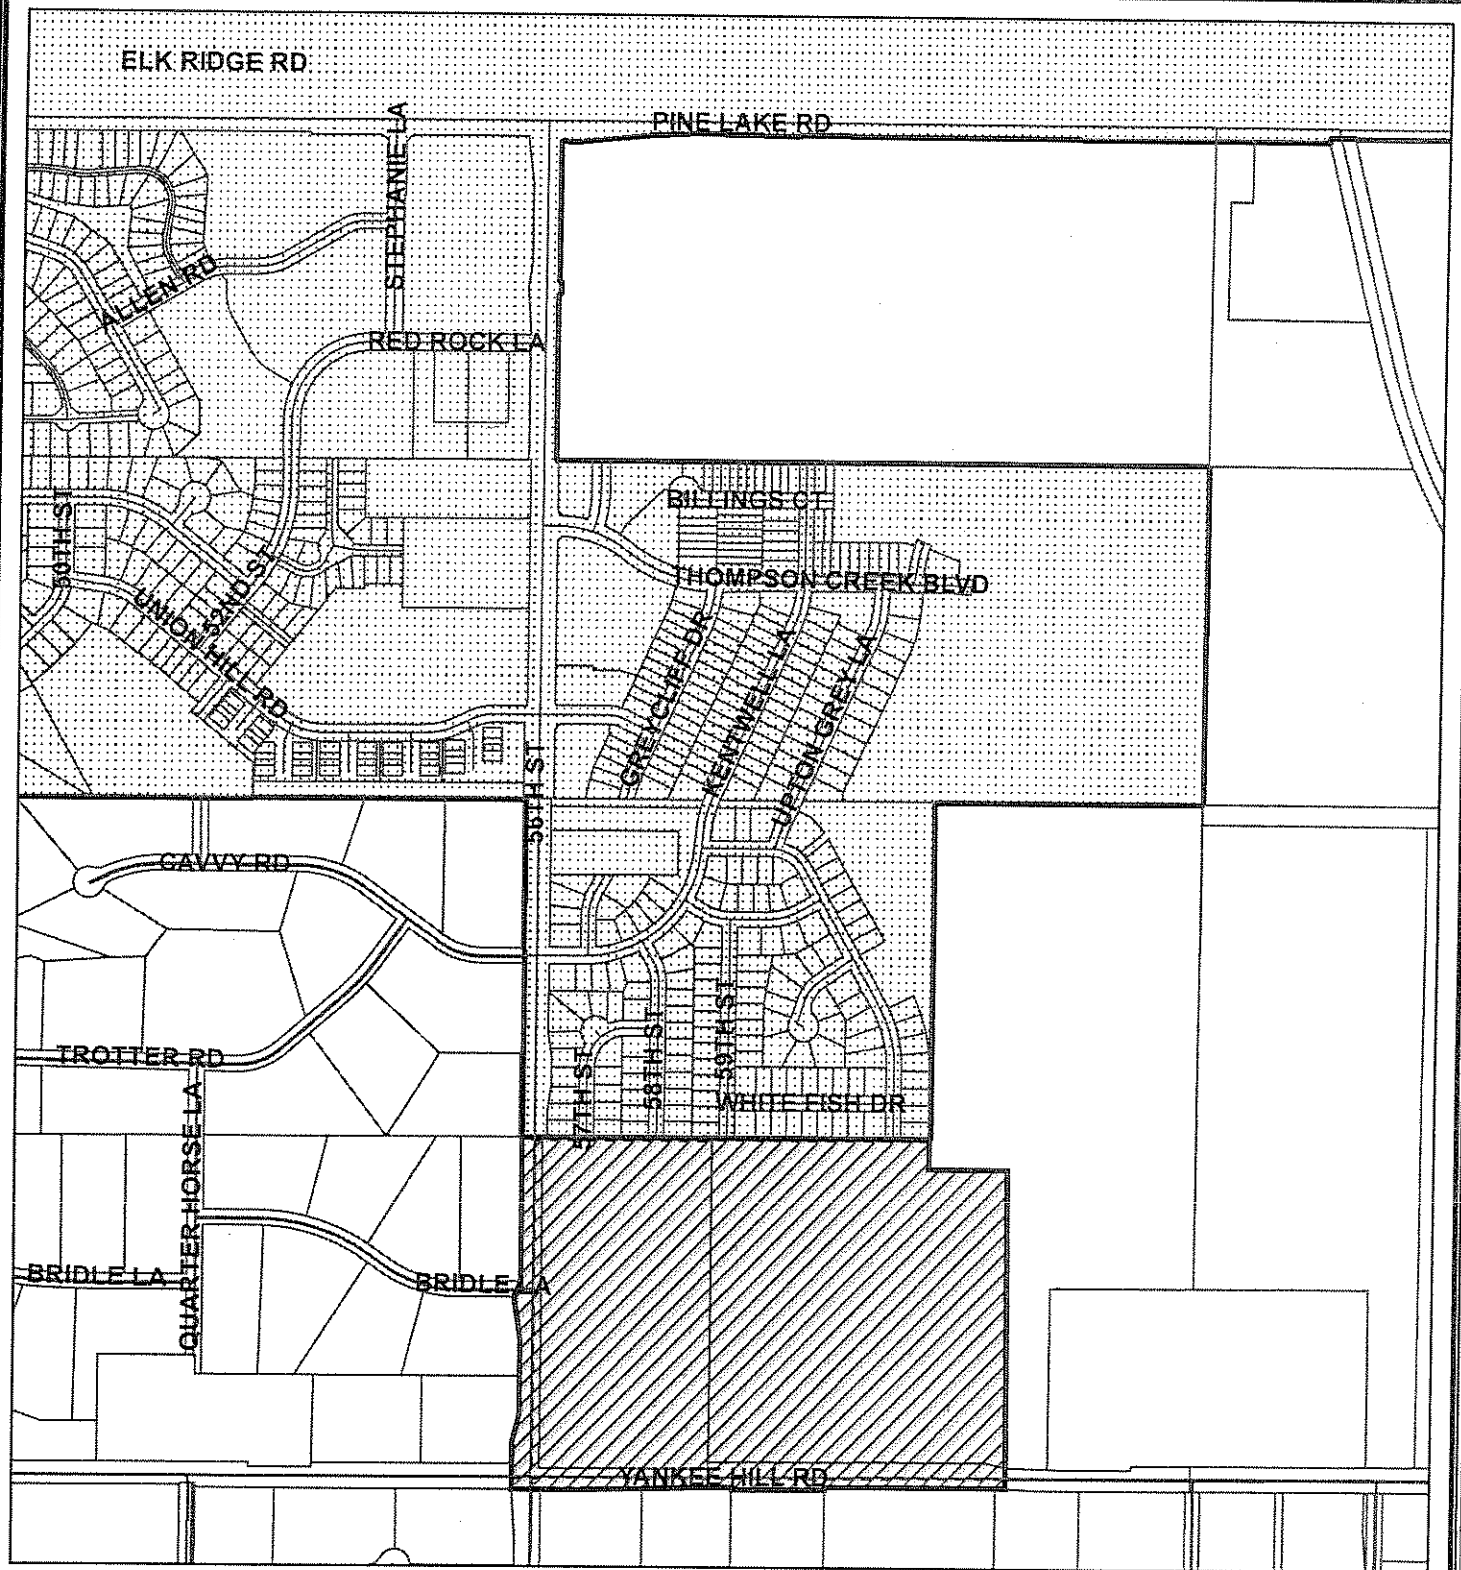 ELK RIDGE RD
PINE LAKE RD
STEPHANIE LA
ALLEN RD
RED ROCK LA
50TH ST
BILLINGS CT
52ND ST
THOMPSON CREEK BLVD
UNION HILL RD
GREYCLIFF DR
KENTWELL LA
UPTON GREY LA
56TH ST
CAVVY RD
TROTTER RD
57TH ST
58TH ST
59TH ST
WHITE FISH DR
QUARTER HORSE LA
BRIDLE LA
BRIDLE LA
YANKEE HILL RD